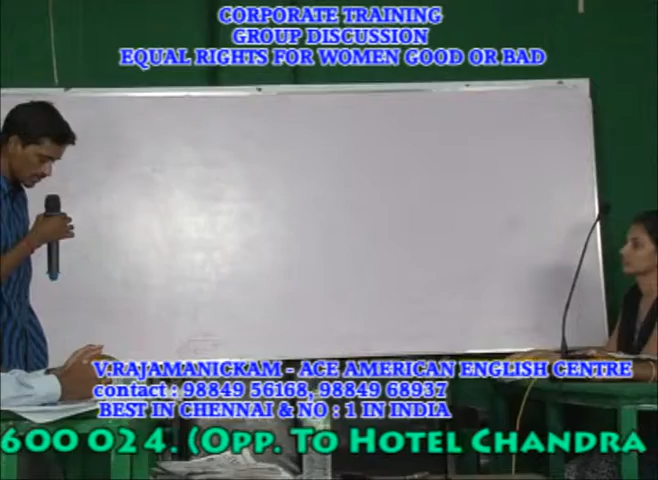 CORPORATE TRAINING
GROUP DISCUSSION
EQUAL RIGHTS FOR WOMEN GOOD OR BAD
V.RAJAMANICKAM - ACE AMERICAN ENGLISH CENTRE
contact : 98849 56168, 98849 68937
BEST IN CHENNAI & NO : 1 IN INDIA
600 024. (OPP. TO HOTEL CHANDRA